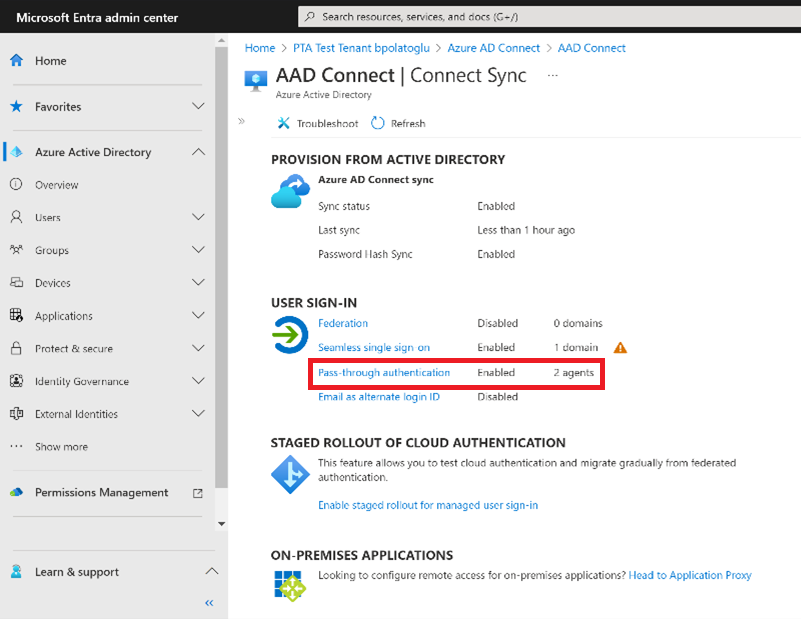 Microsoft Entra admin center
Search resources, services, and docs (G+/)
Home
Favorites
Azure Active Directory
Overview
Users
Groups
Devices
Applications
Protect & secure
Identity Governance
External Identities
Show more
Permissions Management
Learn & support
Home > PTA Test Tenant bpolatoglu > Azure AD Connect > AAD Connect
AAD Connect | Connect Sync ...
Azure Active Directory
Troubleshoot Refresh
PROVISION FROM ACTIVE DIRECTORY
Azure AD Connect sync
Sync status Enabled
Last sync Less than 1 hour ago
Password Hash Sync Enabled
USER SIGN-IN
Federation Disabled 0 domains
Seamless single sign-on Enabled 1 domain
Pass-through authentication Enabled 2 agents
Email as alternate login ID Disabled
STAGED ROLLOUT OF CLOUD AUTHENTICATION
This feature allows you to test cloud authentication and migrate gradually from federated
authentication.
Enable staged rollout for managed user sign-in
ON-PREMISES APPLICATIONS
Looking to configure remote access for on-premises applications? Head to Application Proxy